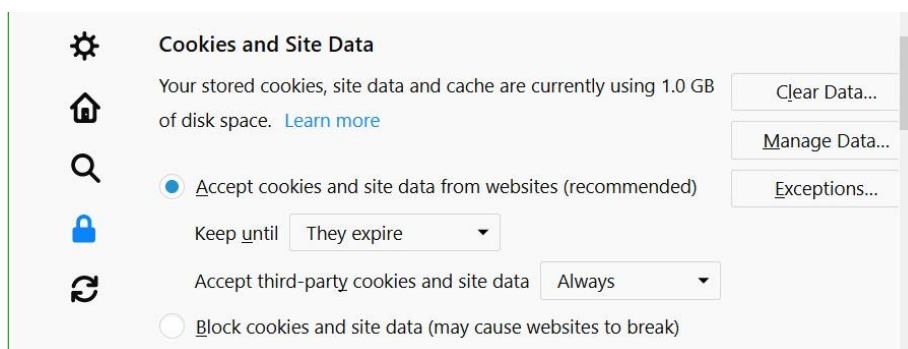 Cookies and Site Data
Your stored cookies, site data and cache are currently using 1.0 GB
of disk space. Learn more
Clear Data...
Manage Data...
Accept cookies and site data from websites (recommended)
Exceptions...
Keep until They expire
Accept third-party cookies and site data Always
Block cookies and site data (may cause websites to break)